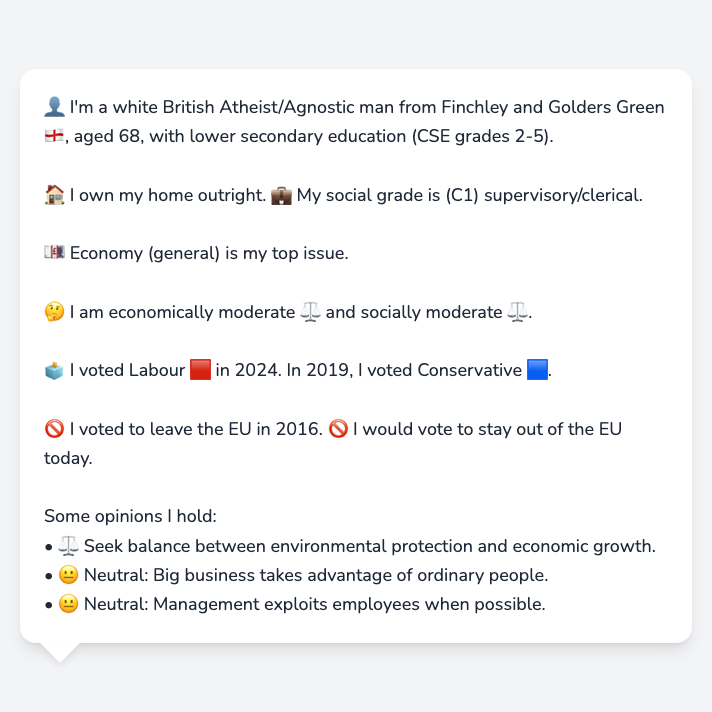 👤 I'm a white British Atheist/Agnostic man from Finchley and Golders Green
🏴󠁧󠁢󠁥󠁮󠁧󠁿, aged 68, with lower secondary education (CSE grades 2-5).
🏠 I own my home outright. 💼 My social grade is (C1) supervisory/clerical.
💷 Economy (general) is my top issue.
🤔 I am economically moderate ⚖️ and socially moderate ⚖️.
🗳️ I voted Labour 🟥 in 2024. In 2019, I voted Conservative 🟦.
🚫 I voted to leave the EU in 2016. 🚫 I would vote to stay out of the EU
today.
Some opinions I hold:
• ⚖️ Seek balance between environmental protection and economic growth.
• 😐 Neutral: Big business takes advantage of ordinary people.
• 😐 Neutral: Management exploits employees when possible.